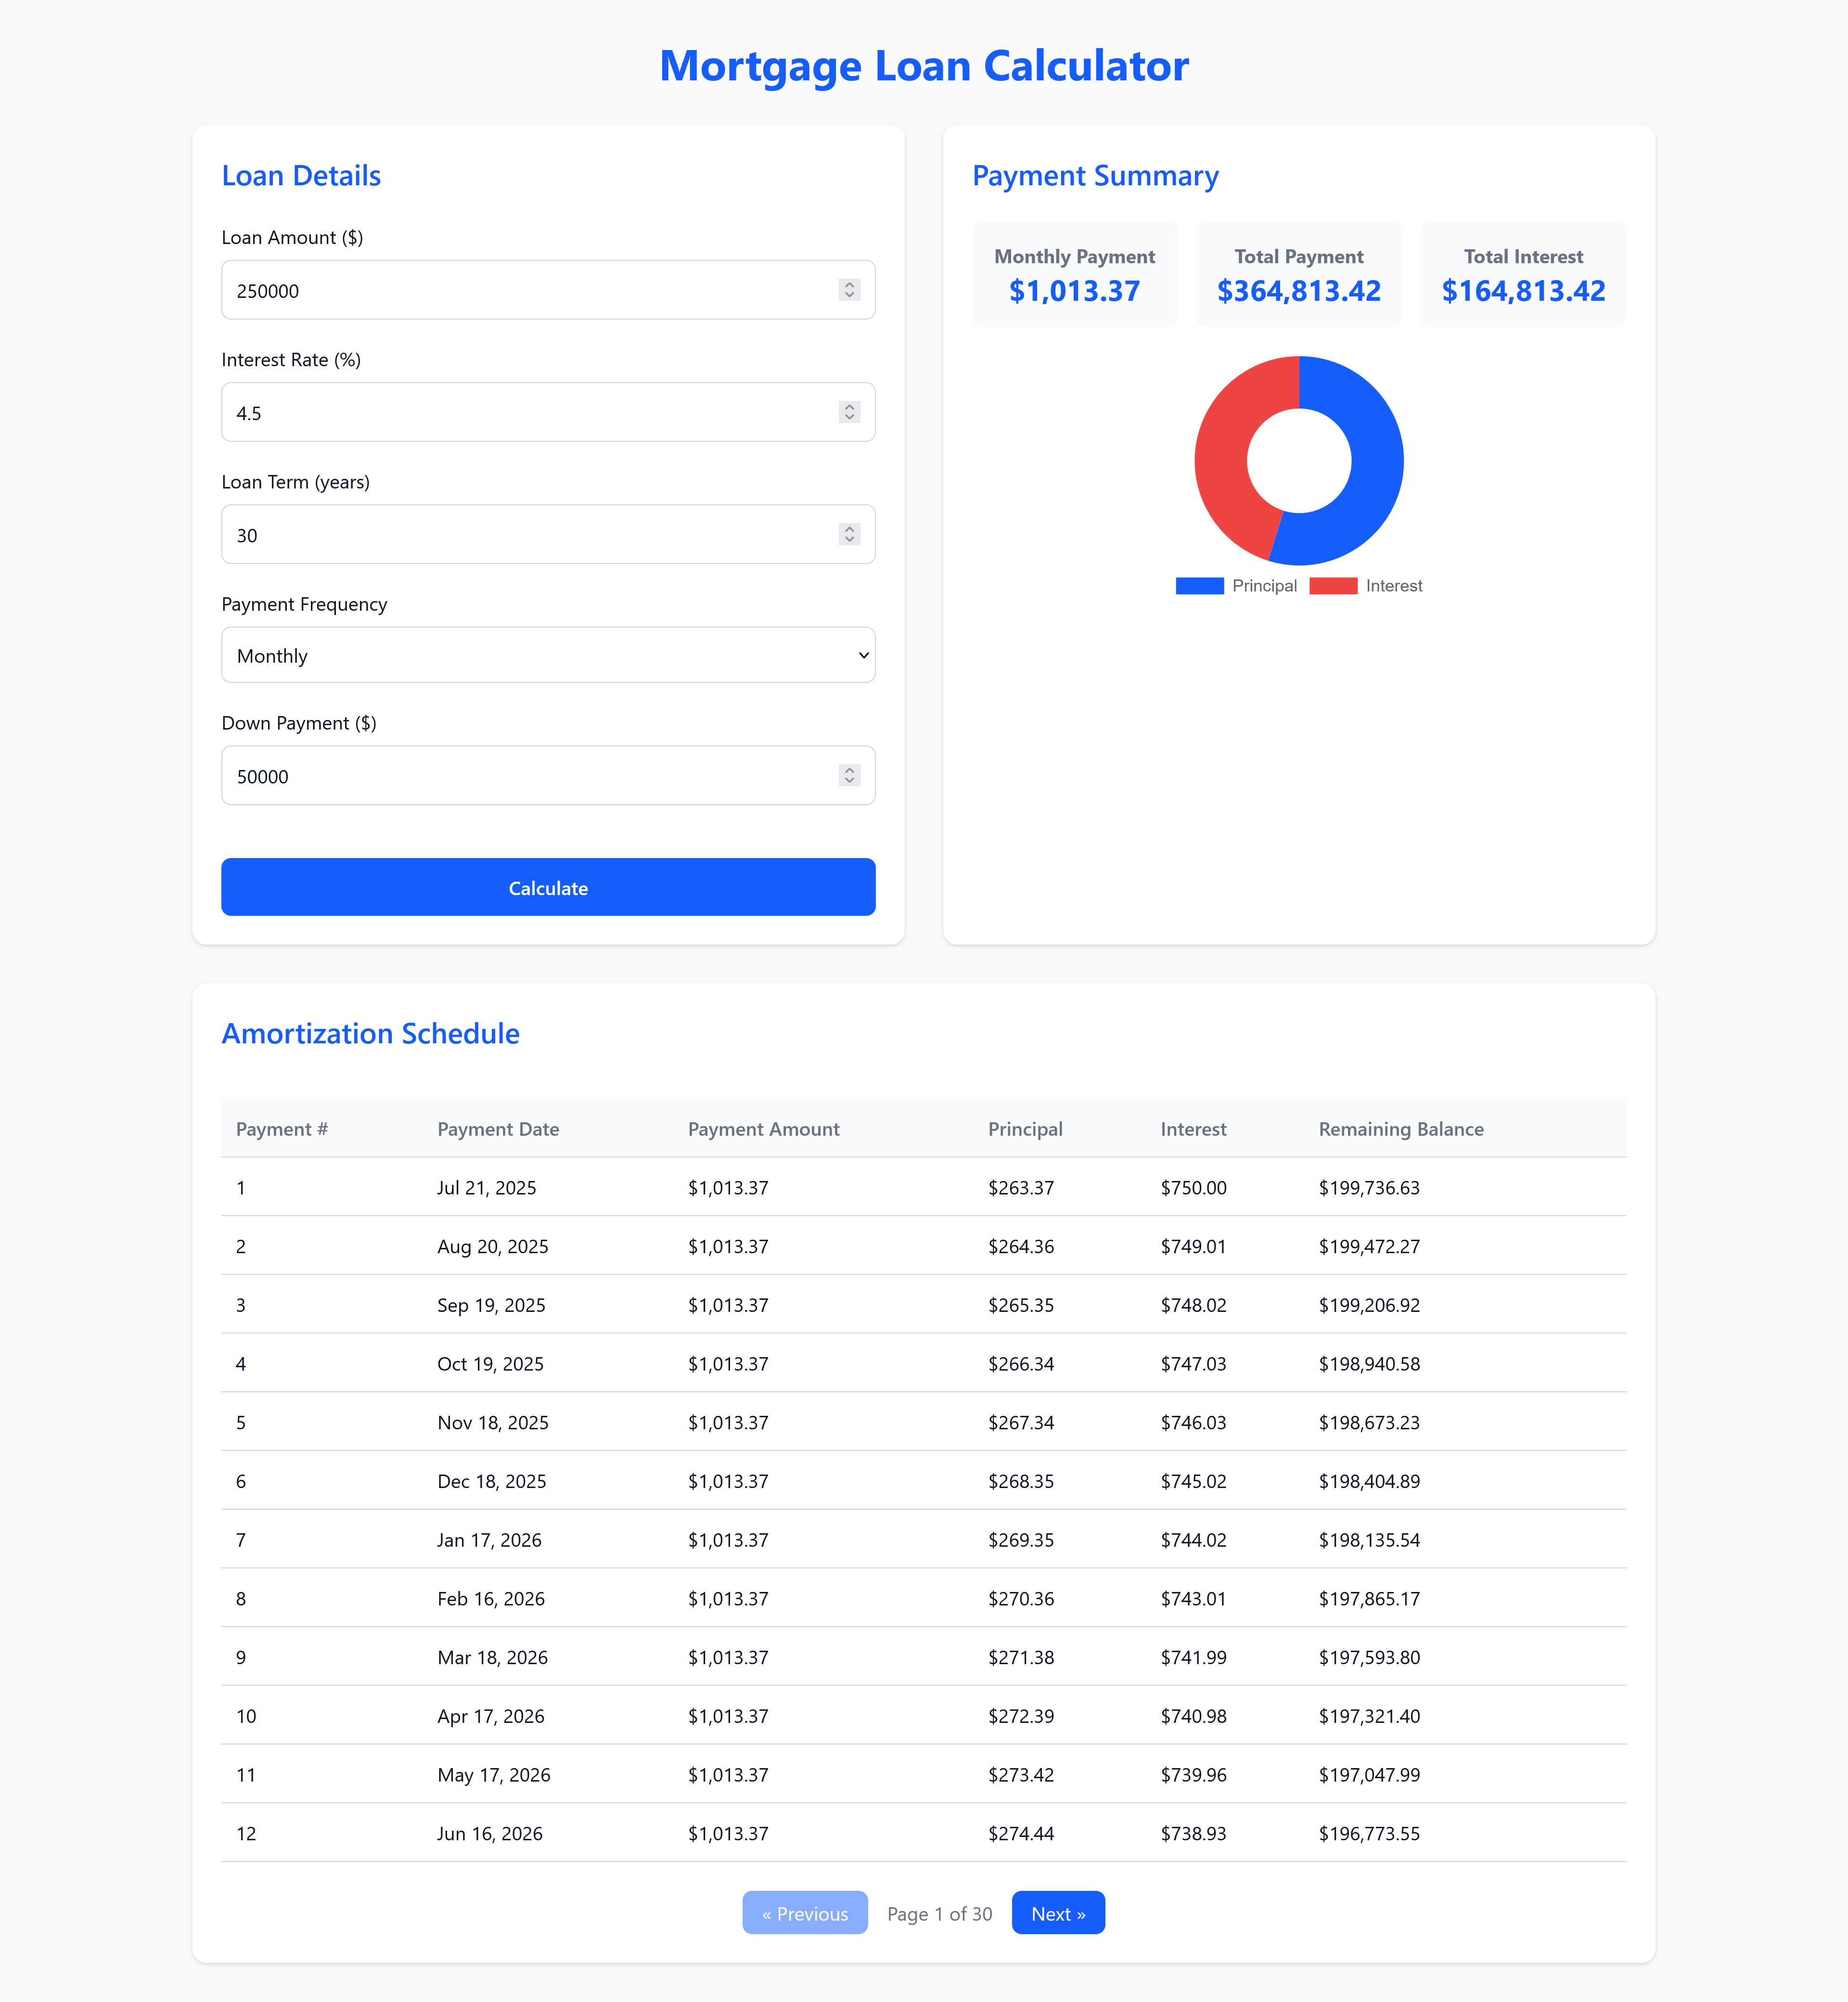 Mortgage Loan Calculator
Loan Details
Loan Amount ($)
250000
Interest Rate (%)
4.5
Loan Term (years)
30
Payment Frequency
Monthly
Down Payment ($)
50000
Calculate
Payment Summary
Monthly Payment Total Payment Total Interest
$1,013.37 $364,813.42 $164,813.42
Principal Interest
Amortization Schedule
Payment # Payment Date Payment Amount Principal Interest Remaining Balance
1 Jul 21, 2025 $1,013.37 $263.37 $750.00 $199,736.63
2 Aug 20, 2025 $1,013.37 $264.36 $749.01 $199,472.27
3 Sep 19, 2025 $1,013.37 $265.35 $748.02 $199,206.92
4 Oct 19, 2025 $1,013.37 $266.34 $747.03 $198,940.58
5 Nov 18, 2025 $1,013.37 $267.34 $746.03 $198,673.23
6 Dec 18, 2025 $1,013.37 $268.35 $745.02 $198,404.89
7 Jan 17, 2026 $1,013.37 $269.35 $744.02 $198,135.54
8 Feb 16, 2026 $1,013.37 $270.36 $743.01 $197,865.17
9 Mar 18, 2026 $1,013.37 $271.38 $741.99 $197,593.80
10 Apr 17, 2026 $1,013.37 $272.39 $740.98 $197,321.40
11 May 17, 2026 $1,013.37 $273.42 $739.96 $197,047.99
12 Jun 16, 2026 $1,013.37 $274.44 $738.93 $196,773.55
« Previous Page 1 of 30 Next »